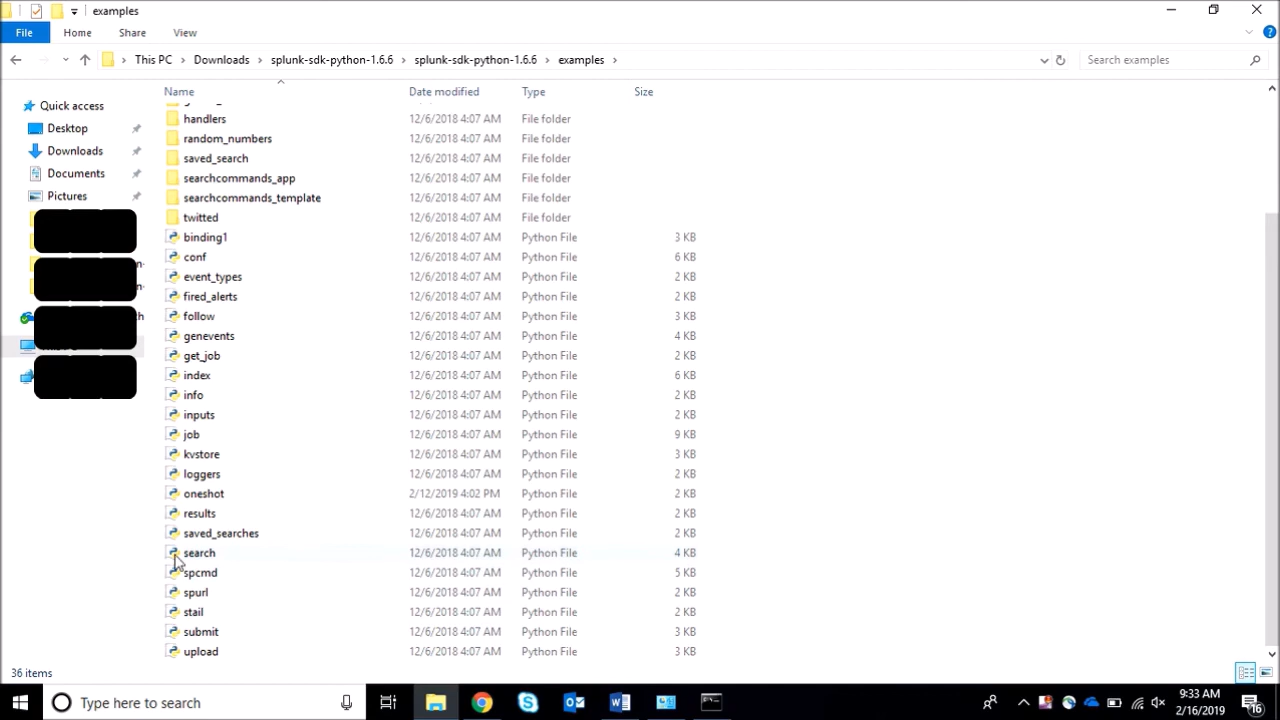 examples
File Home Share View
This PC > Downloads > splunk-sdk-python-1.6.6 > splunk-sdk-python-1.6.6 > examples > Search examples
Name Date modified Type Size
Quick access
Desktop
Downloads
Documents
Pictures
handlers 12/6/2018 4:07 AM File folder
random_numbers 12/6/2018 4:07 AM File folder
saved_search 12/6/2018 4:07 AM File folder
searchcommands_app 12/6/2018 4:07 AM File folder
searchcommands_template 12/6/2018 4:07 AM File folder
twitted 12/6/2018 4:07 AM File folder
binding1 12/6/2018 4:07 AM Python File 3 KB
conf 12/6/2018 4:07 AM Python File 6 KB
event_types 12/6/2018 4:07 AM Python File 2 KB
fired_alerts 12/6/2018 4:07 AM Python File 2 KB
follow 12/6/2018 4:07 AM Python File 3 KB
genevents 12/6/2018 4:07 AM Python File 4 KB
get_job 12/6/2018 4:07 AM Python File 2 KB
index 12/6/2018 4:07 AM Python File 6 KB
info 12/6/2018 4:07 AM Python File 2 KB
inputs 12/6/2018 4:07 AM Python File 2 KB
job 12/6/2018 4:07 AM Python File 9 KB
kvstore 12/6/2018 4:07 AM Python File 2 KB
loggers 12/6/2018 4:07 AM Python File 2 KB
oneshot 2/12/2019 4:02 PM Python File 2 KB
results 12/6/2018 4:07 AM Python File 2 KB
saved_searches 12/6/2018 4:07 AM Python File 2 KB
search 12/6/2018 4:07 AM Python File 4 KB
spcmd 12/6/2018 4:07 AM Python File 5 KB
spurl 12/6/2018 4:07 AM Python File 2 KB
stail 12/6/2018 4:07 AM Python File 2 KB
submit 12/6/2018 4:07 AM Python File 3 KB
upload 12/6/2018 4:07 AM Python File 3 KB
36 items
Type here to search
9:33 AM
2/16/2019
16